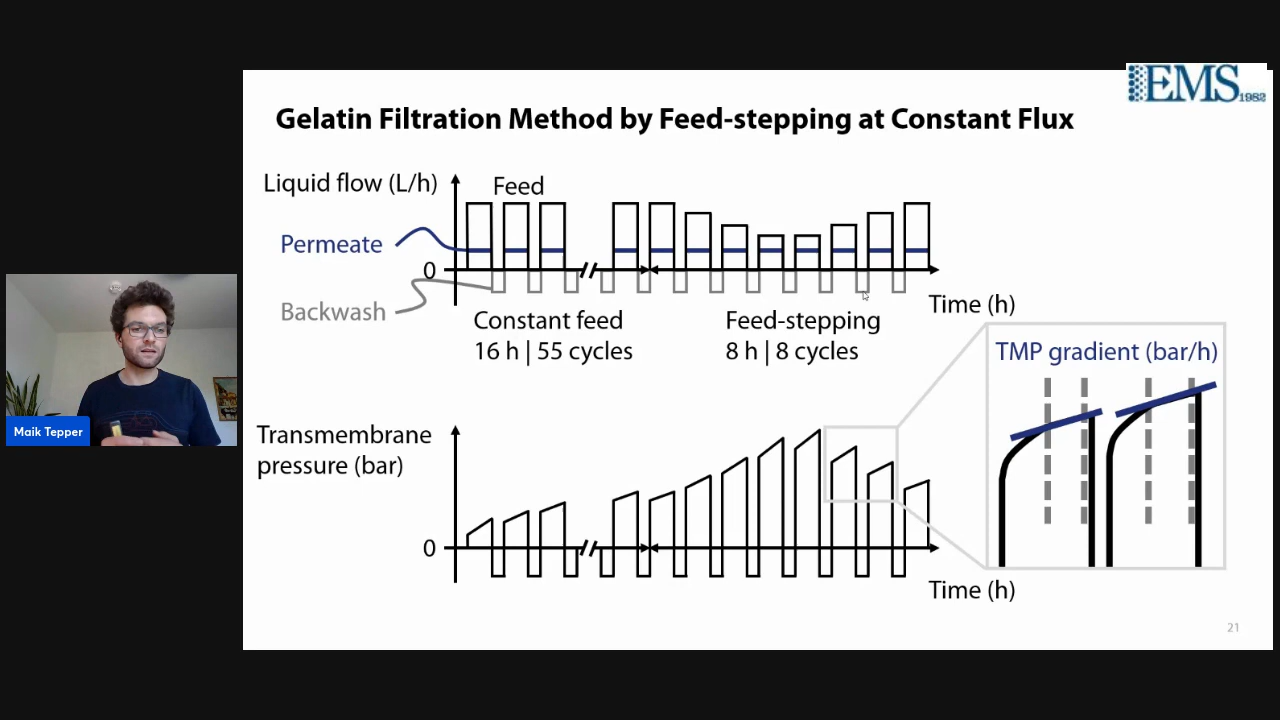 EMS 1982
Gelatin Filtration Method by Feed-stepping at Constant Flux
Liquid flow (L/h)
Feed
Permeate
0
Backwash
Time (h)
Constant feed
16 h | 55 cycles
Feed-stepping
8 h | 8 cycles
TMP gradient (bar/h)
Maik Tepper
Transmembrane
pressure (bar)
0
Time (h)
21